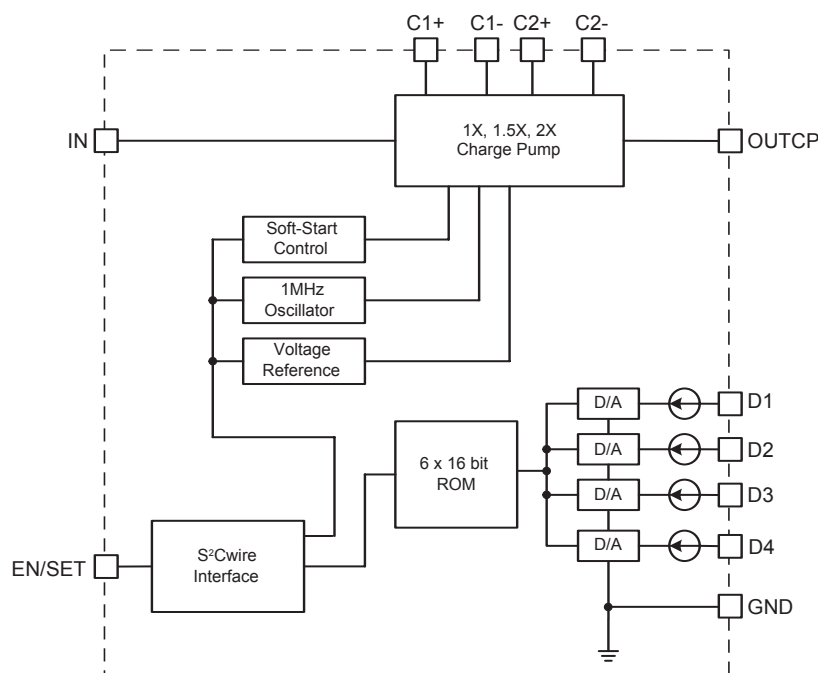 C1+ C1- C2+ C2-
IN
1X, 1.5X, 2X
Charge Pump
OUTCP
Soft-Start
Control
1MHz
Oscillator
Voltage
Reference
D/A
D1
D/A
D2
6 x 16 bit
ROM
D/A
D3
D/A
D4
EN/SET
S²Cwire
Interface
GND